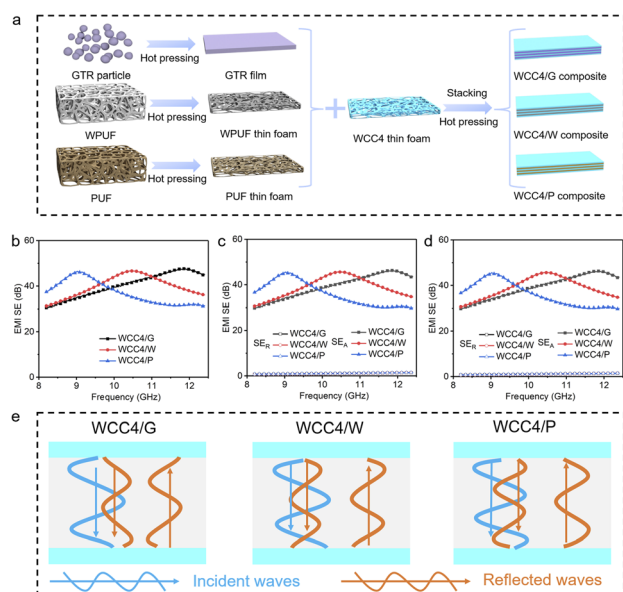 a
GTR particle
Hot pressing
GTR film
WPUF
Hot pressing
WPUF thin foam
PUF
Hot pressing
PUF thin foam
WCC4 thin foam
Stacking
Hot pressing
WCC4/G composite
WCC4/W composite
WCC4/P composite
b
EMI SE (dB)
60
40
20
0
8 9 10 11 12
Frequency (GHz)
WCC4/G
WCC4/W
WCC4/P
c
EMI SE (dB)
60
40
20
0
8 9 10 11 12
Frequency (GHz)
SER
WCC4/G
WCC4/W
WCC4/P
SEA
WCC4/G
WCC4/W
WCC4/P
d
EMI SE (dB)
60
40
20
0
8 9 10 11 12
Frequency (GHz)
SER
WCC4/G
WCC4/W
WCC4/P
SEA
WCC4/G
WCC4/W
WCC4/P
e
WCC4/G
WCC4/W
WCC4/P
Incident waves
Reflected waves